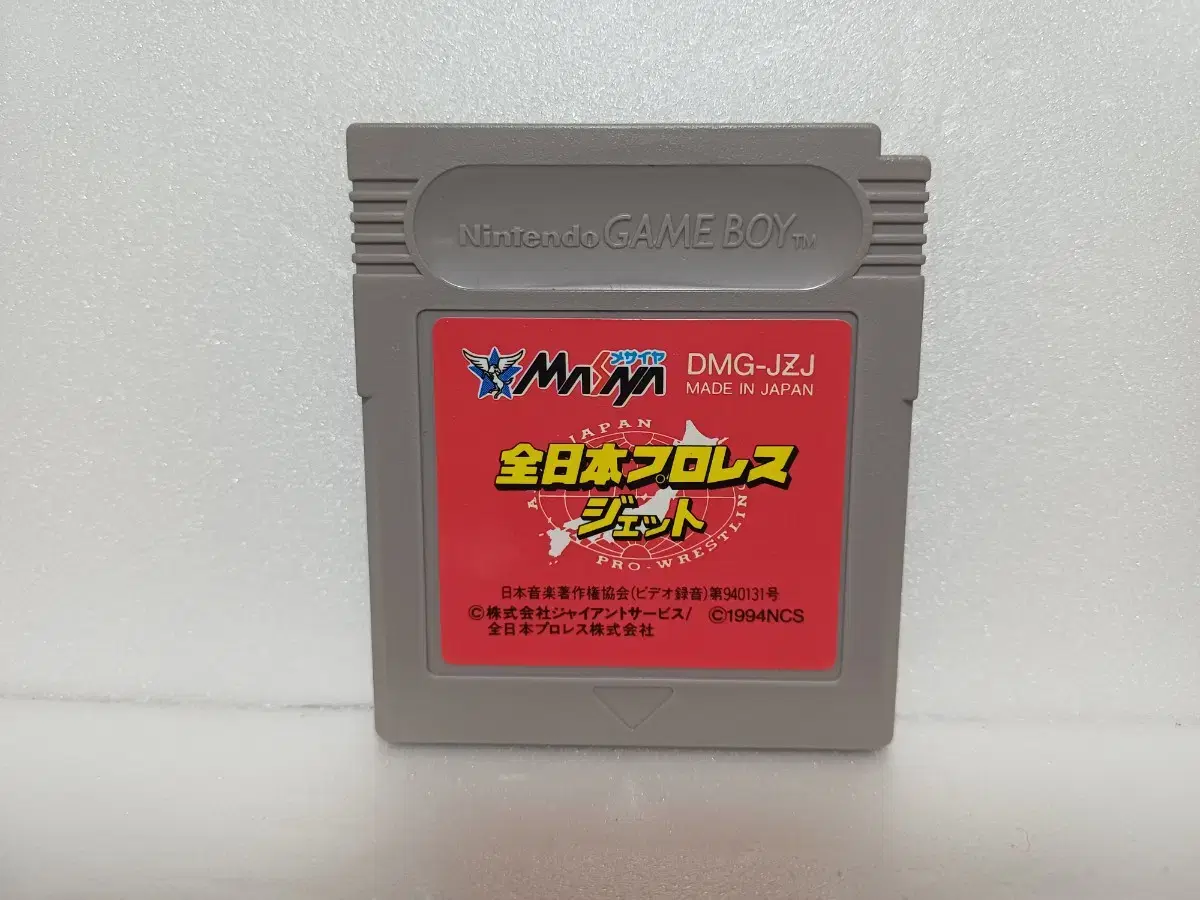 Nintendo GAME BOY™
メサイヤ
MASAYA
DMG-JZJ
MADE IN JAPAN
全日本プロレス
ジェット
ALL JAPAN PRO-WRESTLING
日本音楽著作権協会(ビデオ録音)第940131号
©株式会社ジャイアントサービス/
全日本プロレス株式会社
©1994NCS